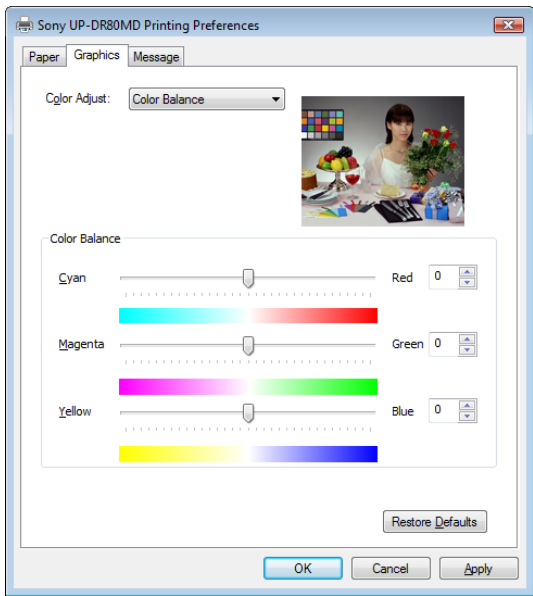 Sony UP-DR80MD Printing Preferences
Paper Graphics Message
Color Adjust: Color Balance
Color Balance
Cyan Red 0
Magenta Green 0
Yellow Blue 0
Restore Defaults
OK Cancel Apply